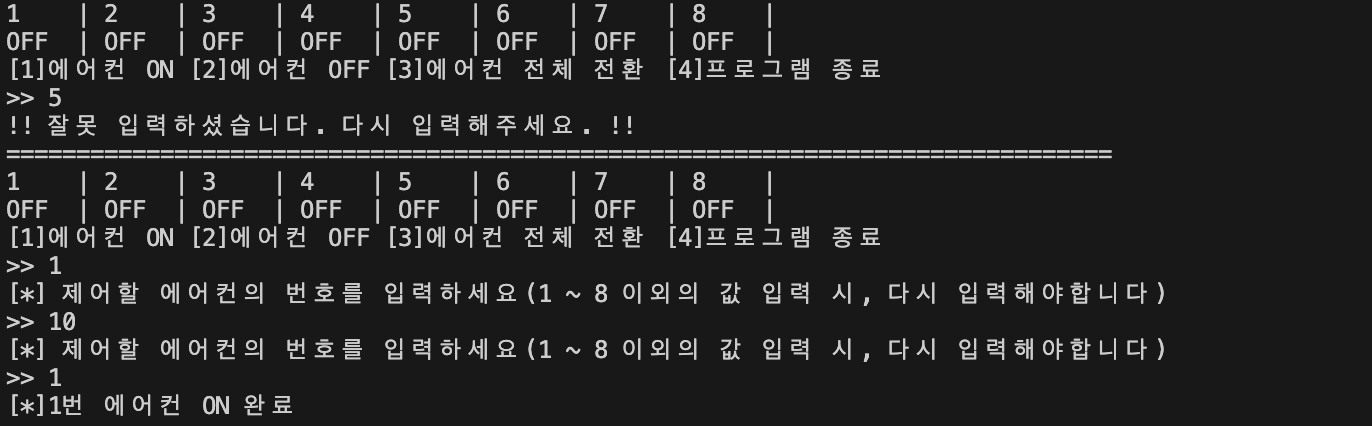 1    | 2    | 3    | 4    | 5    | 6    | 7    | 8    |
OFF  | OFF  | OFF  | OFF  | OFF  | OFF  | OFF  | OFF  |
[1]에어컨 ON [2]에어컨 OFF [3]에어컨 전체 전환 [4]프로그램 종료
>> 5
!! 잘못 입력하셨습니다. 다시 입력해주세요. !!
===============================================================================
1    | 2    | 3    | 4    | 5    | 6    | 7    | 8    |
OFF  | OFF  | OFF  | OFF  | OFF  | OFF  | OFF  | OFF  |
[1]에어컨 ON [2]에어컨 OFF [3]에어컨 전체 전환 [4]프로그램 종료
>> 1
[*] 제어할 에어컨의 번호를 입력하세요(1 ~ 8 이외의 값 입력 시, 다시 입력해야합니다)
>> 10
[*] 제어할 에어컨의 번호를 입력하세요(1 ~ 8 이외의 값 입력 시, 다시 입력해야합니다)
>> 1
[*]1번 에어컨 ON 완료